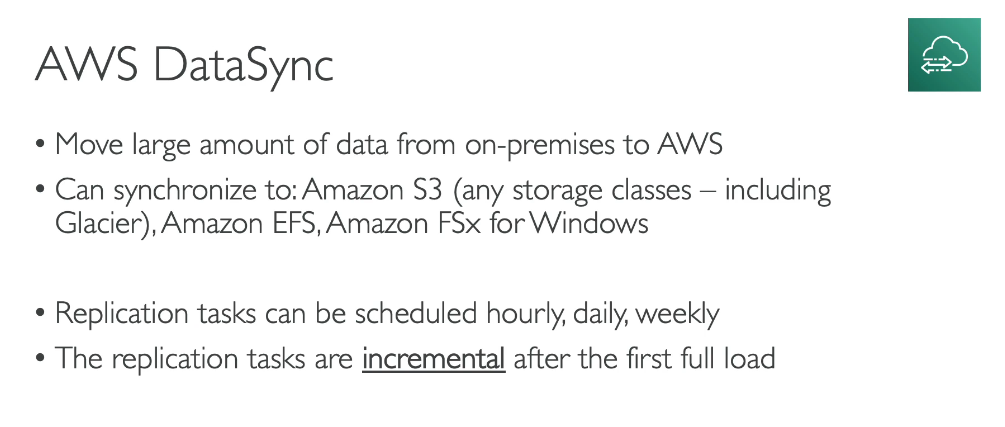 AWS DataSync
• Move large amount of data from on-premises to AWS
• Can synchronize to: Amazon S3 (any storage classes – including
Glacier), Amazon EFS, Amazon FSx for Windows
• Replication tasks can be scheduled hourly, daily, weekly
• The replication tasks are incremental after the first full load